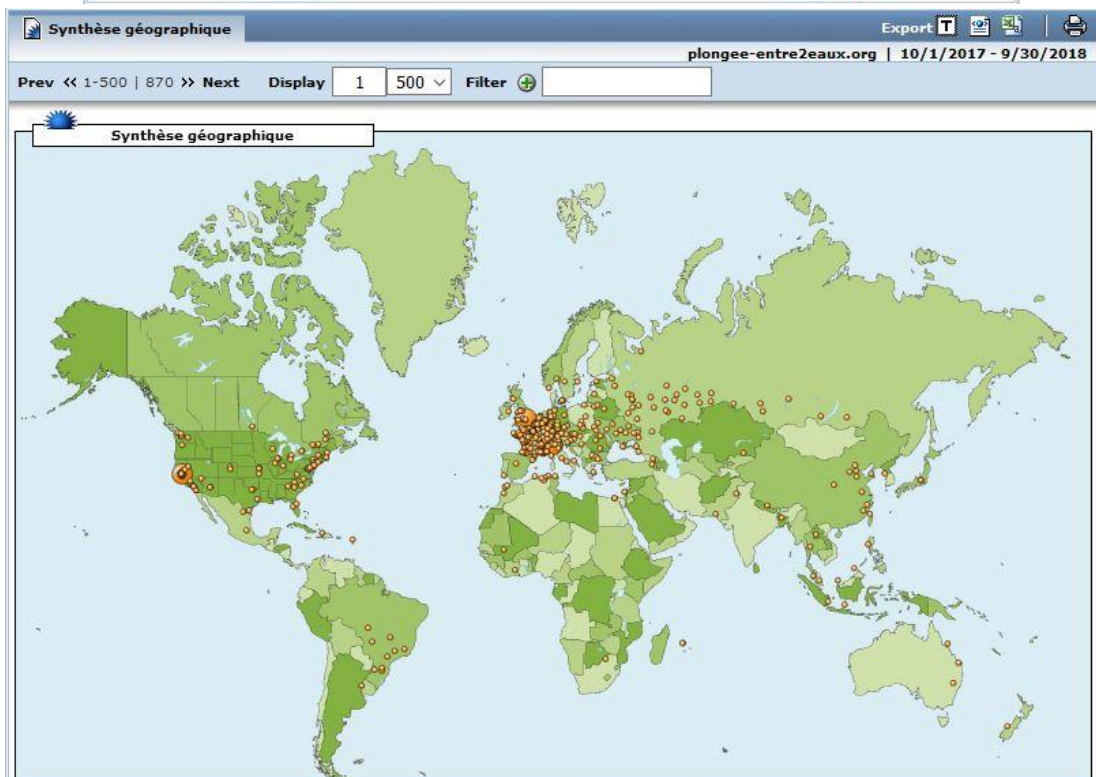 Synthèse géographique
Export T
plongee-entre2eaux.org | 10/1/2017 - 9/30/2018
Prev << 1-500 | 870 >> Next Display 1 500 Filter
Synthèse géographique